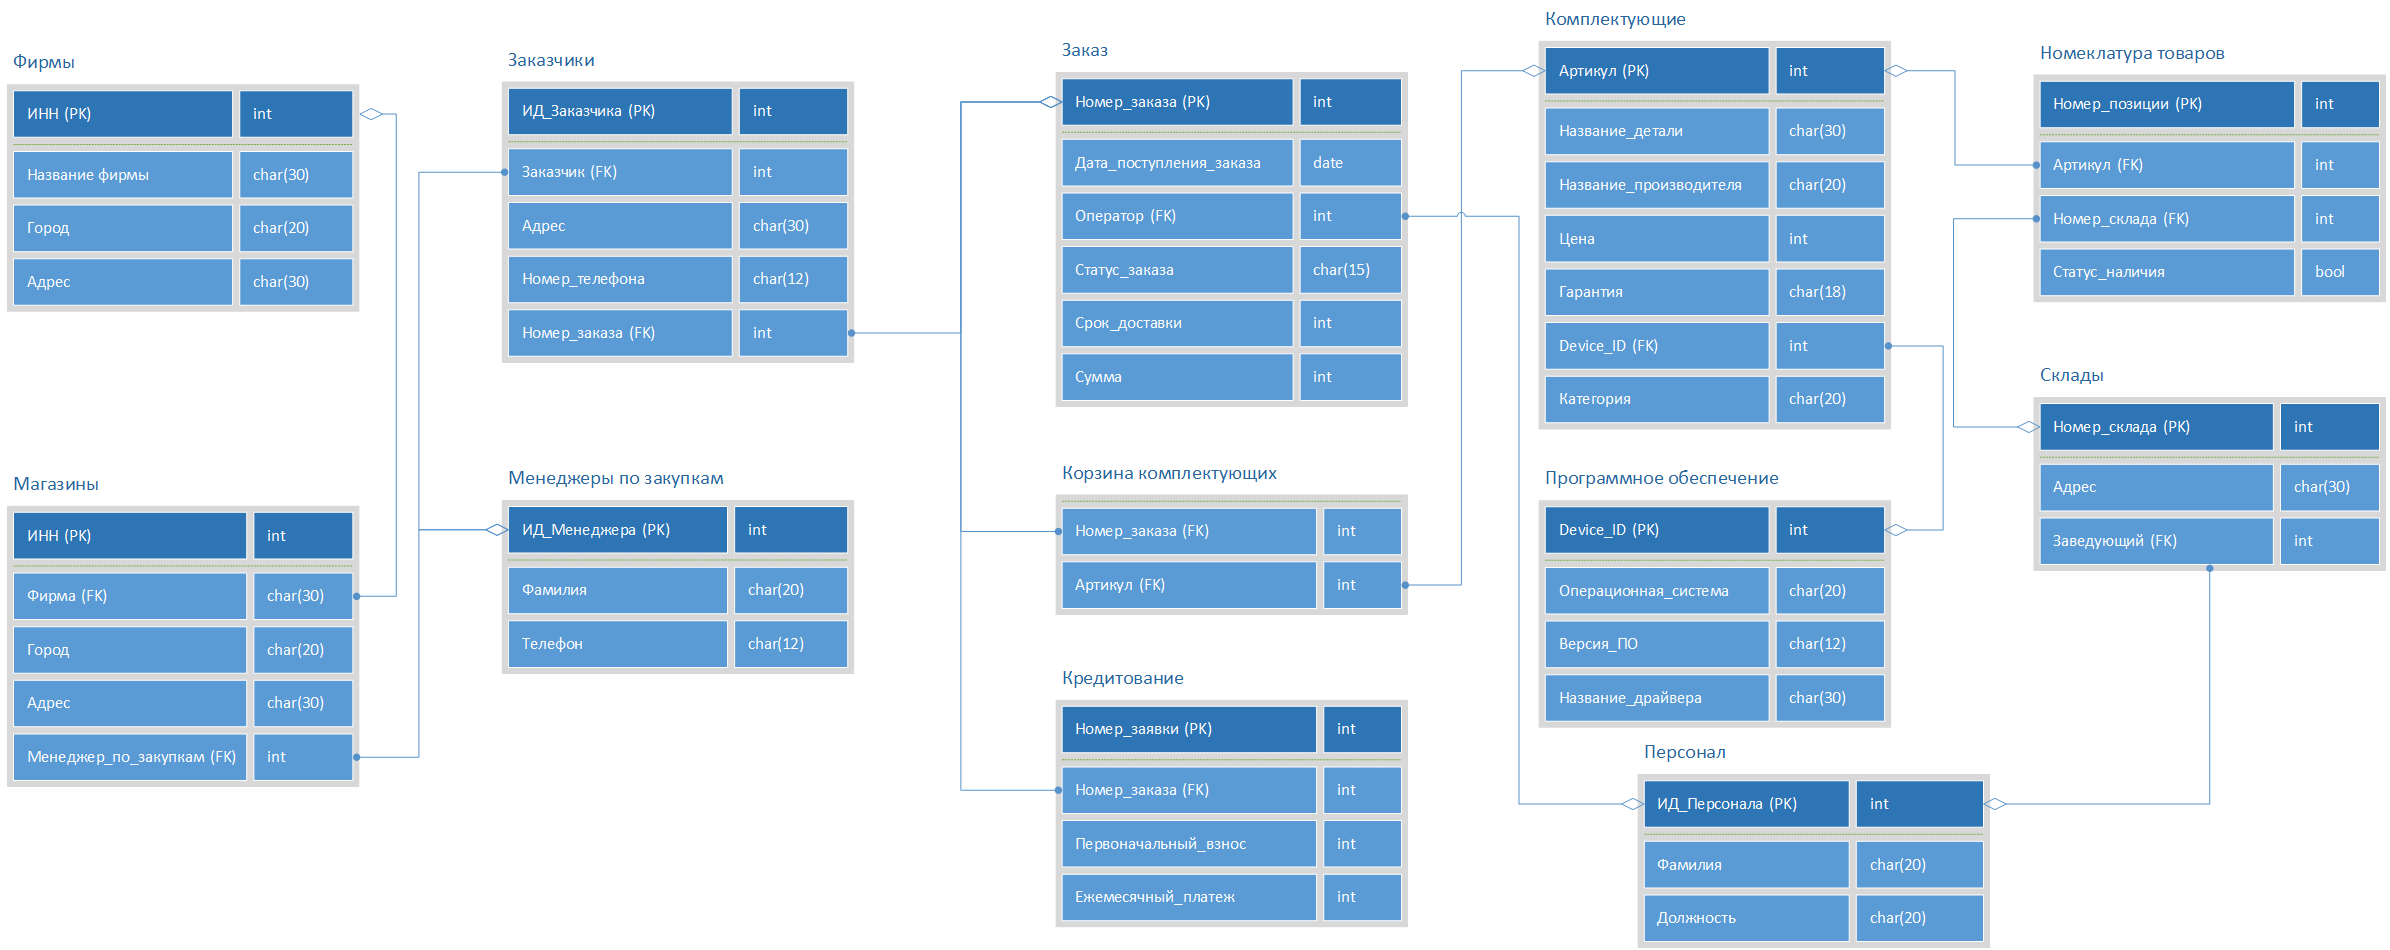 Фирмы
ИНН (PK) int
Название фирмы char(30)
Город char(20)
Адрес char(30)
Магазины
ИНН (PK) int
Фирма (FK) char(30)
Город char(20)
Адрес char(30)
Менеджер_по_закупкам (FK) int
Заказчики
ИД_Заказчика (PK) int
Заказчик (FK) int
Адрес char(30)
Номер_телефона char(12)
Номер_заказа (FK) int
Менеджеры по закупкам
ИД_Менеджера (PK) int
Фамилия char(20)
Телефон char(12)
Заказ
Номер_заказа (PK) int
Дата_поступления_заказа date
Оператор (FK) int
Статус_заказа char(15)
Срок_доставки int
Сумма int
Корзина комплектующих
Номер_заказа (FK) int
Артикул (FK) int
Кредитование
Номер_заявки (PK) int
Номер_заказа (FK) int
Первоначальный_взнос int
Ежемесячный_платеж int
Комплектующие
Артикул (PK) int
Название_детали char(30)
Название_производителя char(20)
Цена int
Гарантия char(18)
Device_ID (FK) int
Категория char(20)
Программное обеспечение
Device_ID (PK) int
Операционная_система char(20)
Версия_ПО char(12)
Название_драйвера char(30)
Персонал
ИД_Персонала (PK) int
Фамилия char(20)
Должность char(20)
Номеклатура товаров
Номер_позиции (PK) int
Артикул (FK) int
Номер_склада (FK) int
Статус_наличия bool
Склады
Номер_склада (PK) int
Адрес char(30)
Заведующий (FK) int